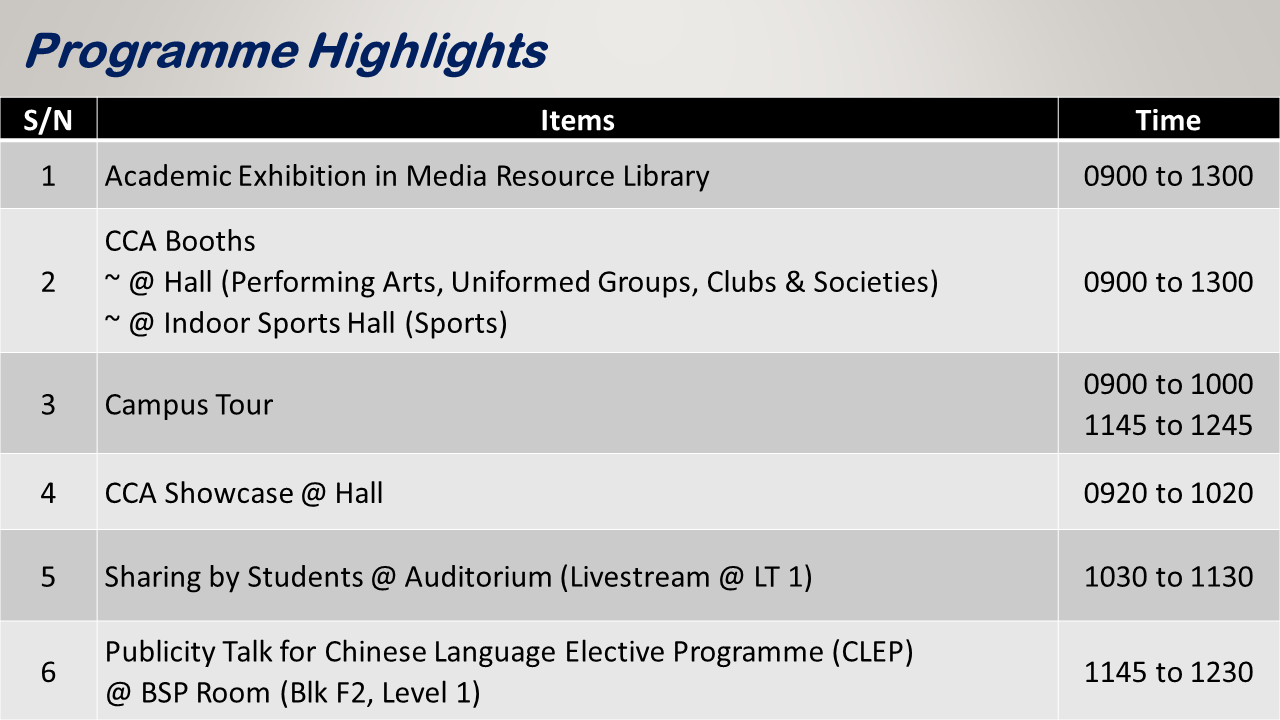 Programme Highlights
S/N Items Time
1 Academic Exhibition in Media Resource Library 0900 to 1300
2 CCA Booths
~ @ Hall (Performing Arts, Uniformed Groups, Clubs & Societies) 0900 to 1300
~ @ Indoor Sports Hall (Sports)
3 Campus Tour 0900 to 1000
1145 to 1245
4 CCA Showcase @ Hall 0920 to 1020
5 Sharing by Students @ Auditorium (Livestream @ LT 1) 1030 to 1130
6 Publicity Talk for Chinese Language Elective Programme (CLEP)
@ BSP Room (Blk F2, Level 1) 1145 to 1230